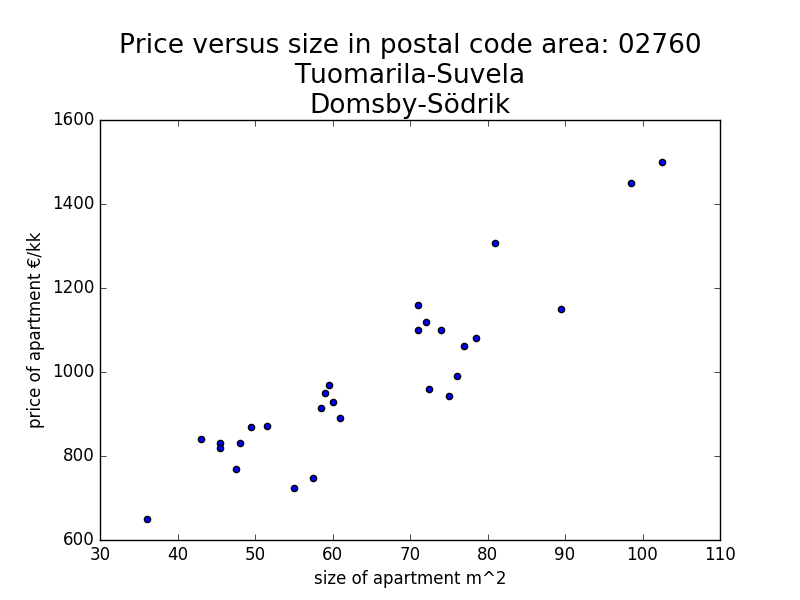 Price versus size in postal code area: 02760
Tuomarila-Suvela
Domsby-Södrik
1600
1400
1200
1000
800
600
price of apartment €/kk
30 40 50 60 70 80 90 100 110
size of apartment m^2